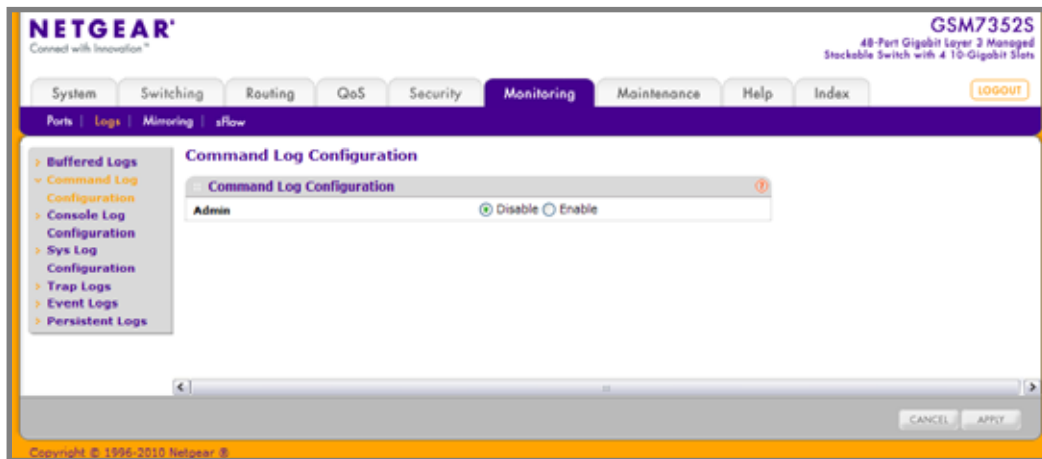 NETGEAR®
Connect with Innovation™
GSM7352S
48-Port Gigabit Layer 3 Managed
Stackable Switch with 4 10-Gigabit Slots
System Switching Routing QoS Security Monitoring Maintenance Help Index LOGOUT
Ports | Logs | Mirroring | sFlow
Buffered Logs
Command Log
Configuration
Console Log
Configuration
Sys Log
Configuration
Trap Logs
Event Logs
Persistent Logs
Command Log Configuration
Command Log Configuration ?
Admin Disable Enable
CANCEL APPLY
Copyright © 1996-2010 Netgear ®